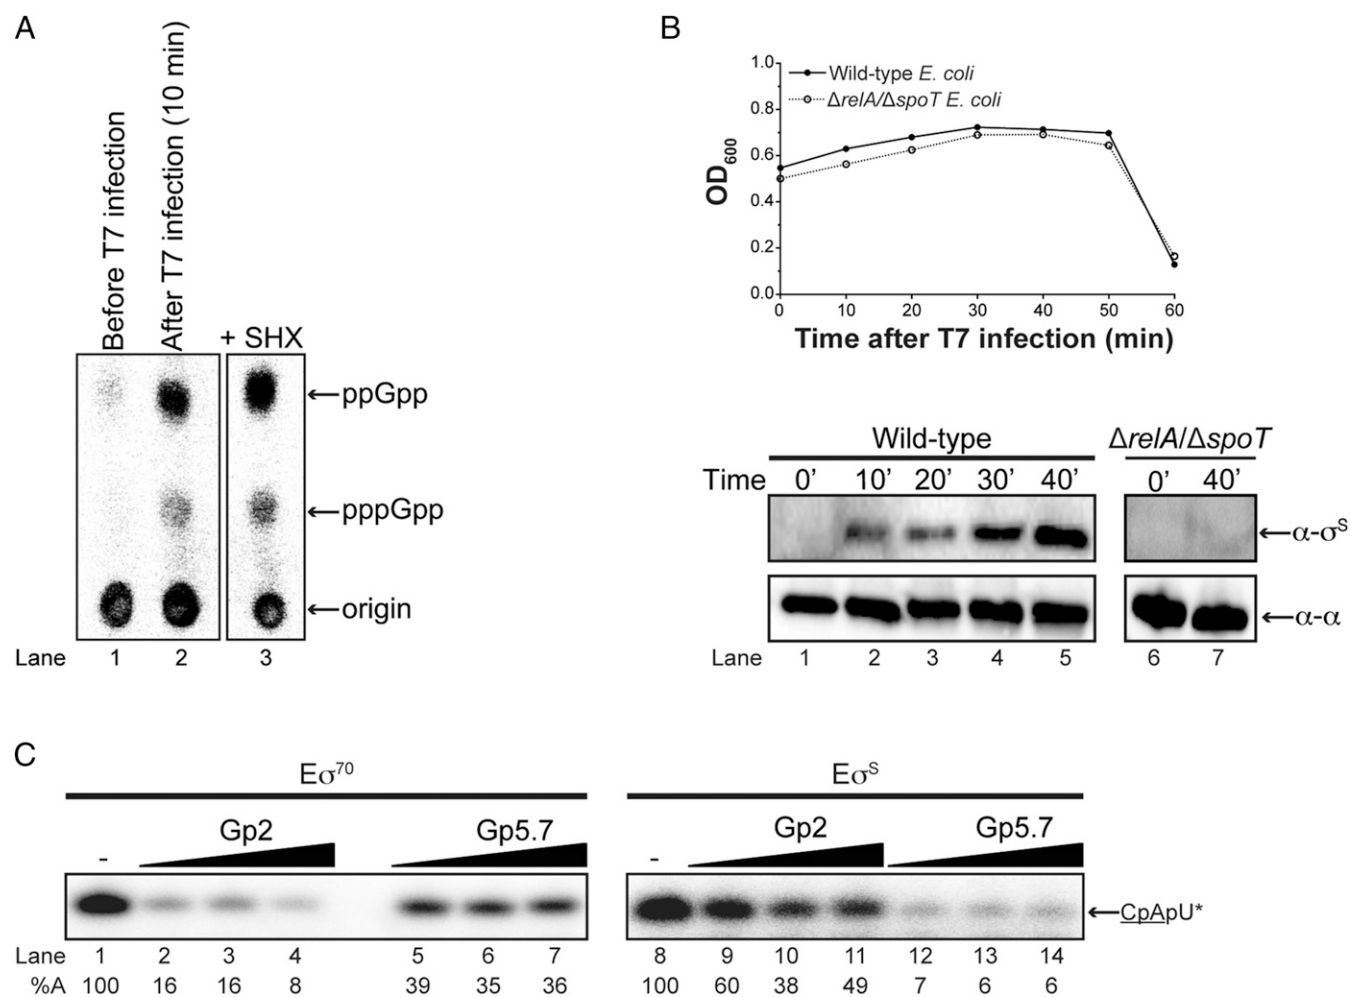 A
Before T7 infection
After T7 infection (10 min)
+ SHX
←ppGpp
←pppGpp
←origin
Lane 1 2 3
B
1.0
0.8
0.6
0.4
0.2
0.0
OD600
Wild-type E. coli
ΔrelA/ΔspoT E. coli
0 10 20 30 40 50 60
Time after T7 infection (min)
Wild-type ΔrelA/ΔspoT
Time 0’ 10’ 20’ 30’ 40’ 0’ 40’
←α-σS
←α-α
Lane 1 2 3 4 5 6 7
C
Eσ70 EσS
Gp2 Gp5.7 Gp2 Gp5.7
- -
←CpApU*
Lane 1 2 3 4 5 6 7 8 9 10 11 12 13 14
%A 100 16 16 8 39 35 36 100 60 38 49 7 6 6